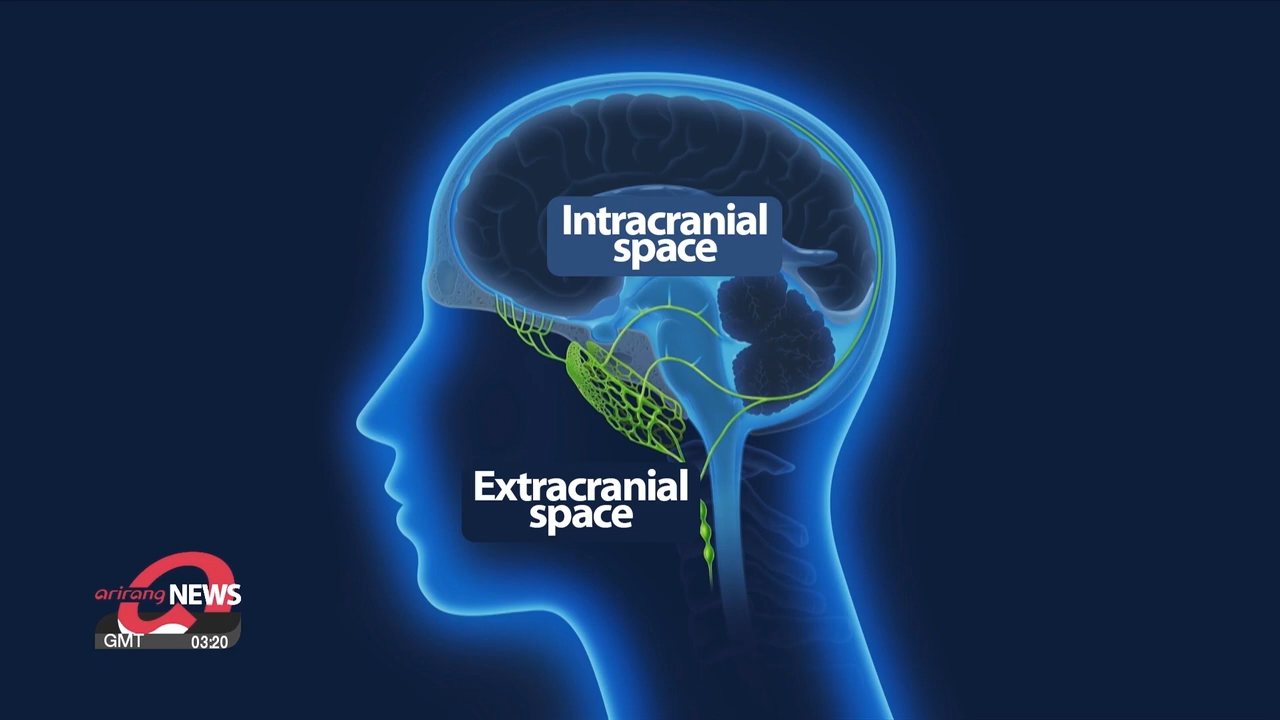 Intracranial
space
Extracranial
space
arirang NEWS
GMT 03:20